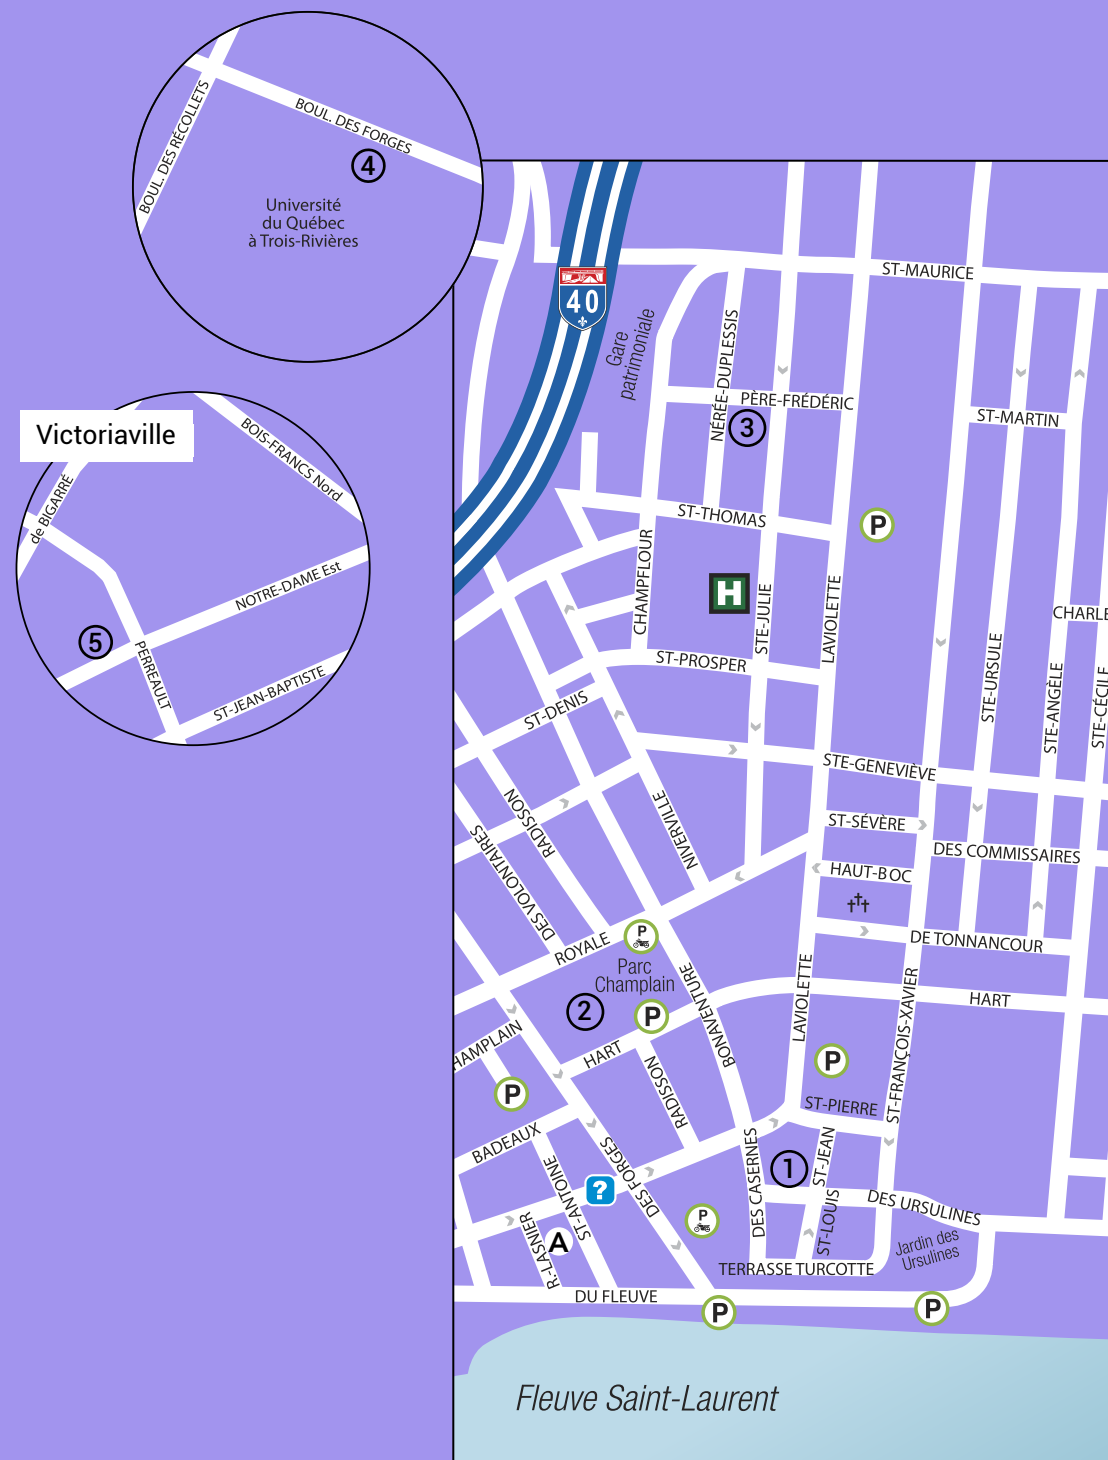 BOUL. DES RÉCOLLETS
BOUL. DES FORGES
4
Université
du Québec
à Trois-Rivières
40
ST-MAURICE
Gare
patrimoniale
NÉRÉE-DUPLESSIS
PÈRE-FRÉDÉRIC
3
ST-MARTIN
Victoriaville
BOIS-FRANCS Nord
de BIGARRÉ
NOTRE-DAME Est
5
PERREAULT
ST-JEAN-BAPTISTE
ST-THOMAS
P
CHAMPFLOUR
H
STE-JULIE
LAVIOLETTE
CHARLE
ST-PROSPER
STE-URSULE
STE-ANGÈLE
STE-CÉCILE
ST-DENIS
STE-GENEVIÈVE
RADISSON
NIVERVILLE
ST-SÉVÈRE
DES VOLONTAIRES
DES COMMISSAIRES
HAUT-BOC
ROYALE
P
DE TONNANCOUR
Parc
Champlain
BONAVENTURE
LAVIOLETTE
ST-FRANÇOIS-XAVIER
HART
2
P
HAMPLAIN
HART
P
P
RADISSON
ST-PIERRE
BADEAUX
ST-ANTOINE
DES FORGES
DES CASERNES
1
ST-JEAN
?
P
DES URSULINES
ST-LOUIS
R.-LASNIER
A
Jardin des
Ursulines
TERRASSE TURCOTTE
DU FLEUVE
P
P
Fleuve Saint-Laurent